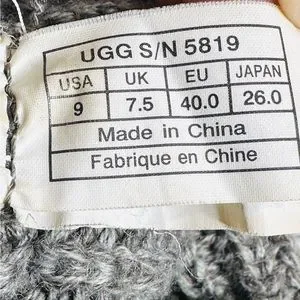 UGG S/N 5819
USA UK EU JAPAN
9 7.5 40.0 26.0
Made in China
Fabrique en Chine